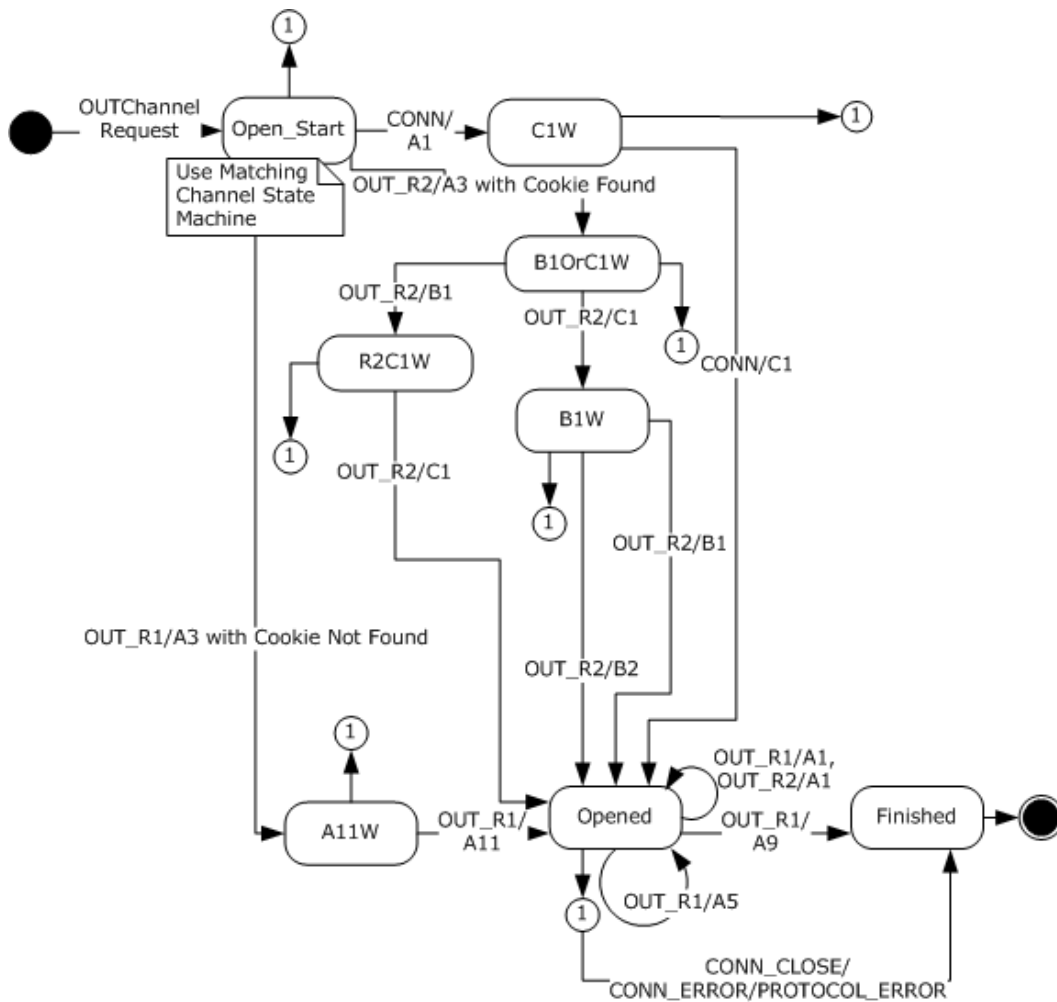 1
OUTChannel
Request
Open_Start
CONN/
A1
C1W
1
Use Matching
Channel State
Machine
OUT_R2/A3 with Cookie Found
B1OrC1W
OUT_R2/B1
OUT_R2/C1
1
R2C1W
CONN/C1
B1W
1
OUT_R2/C1
1
OUT_R2/B1
OUT_R1/A3 with Cookie Not Found
OUT_R2/B2
1
OUT_R1/A1,
OUT_R2/A1
A11W
OUT_R1/
A11
Opened
OUT_R1/
A9
Finished
OUT_R1/A5
1
CONN_CLOSE/
CONN_ERROR/PROTOCOL_ERROR